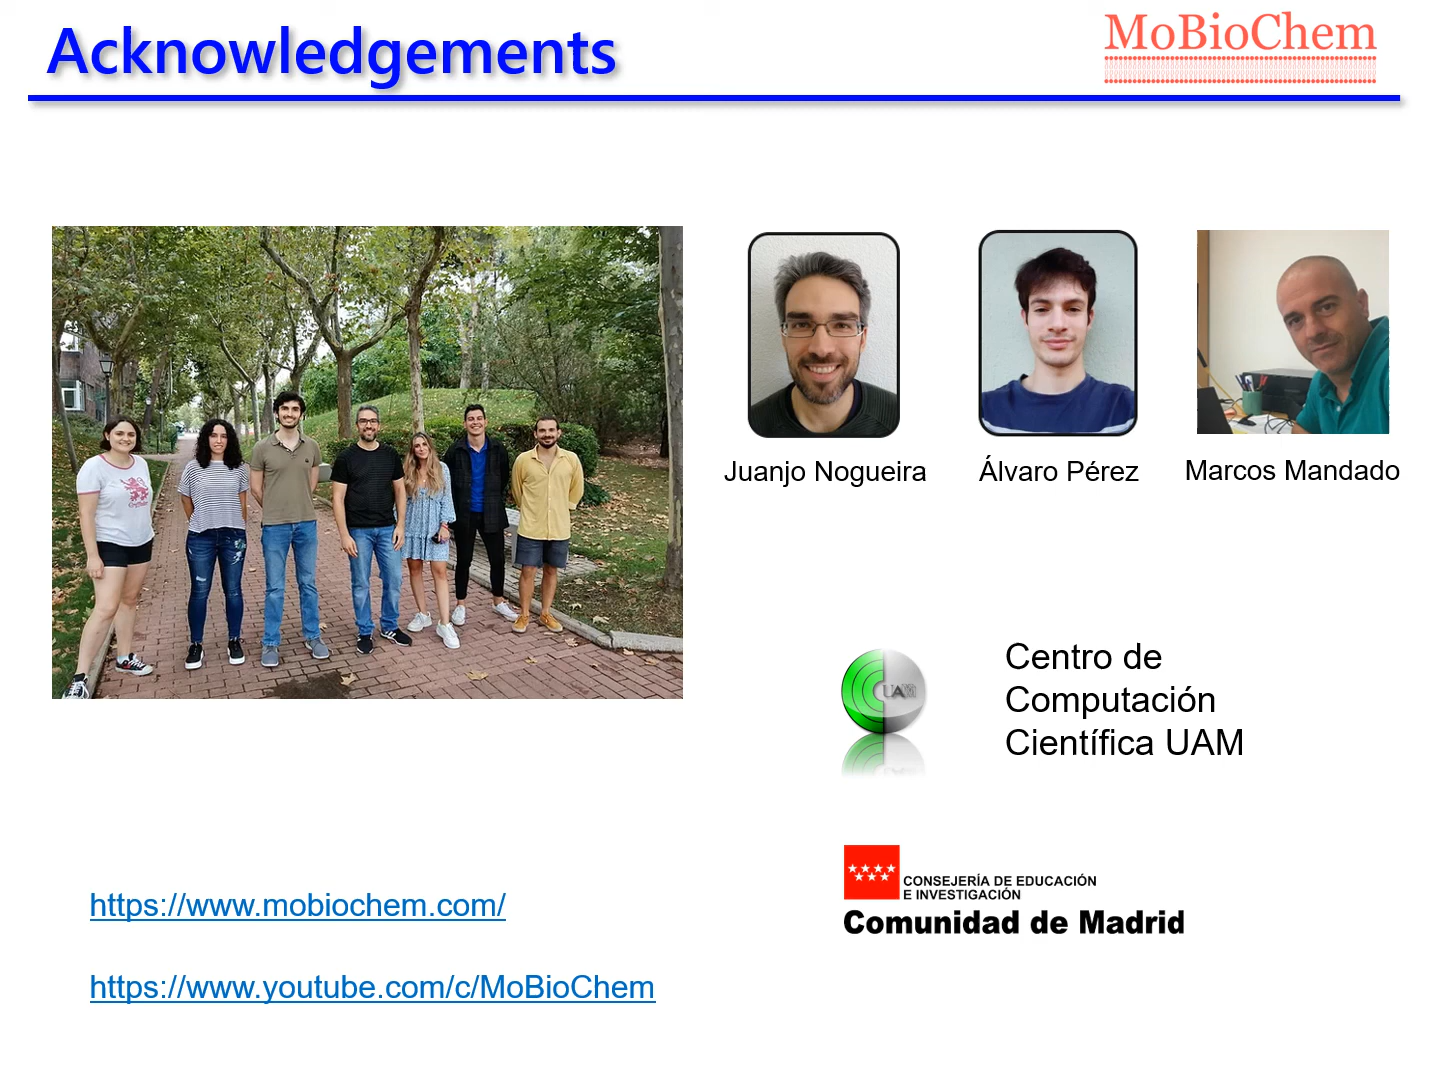 Acknowledgements
MoBioChem
Juanjo Nogueira
Álvaro Pérez
Marcos Mandado
UAM
Centro de
Computación
Científica UAM
CONSEJERÍA DE EDUCACIÓN
E INVESTIGACIÓN
Comunidad de Madrid
https://www.mobiochem.com/
https://www.youtube.com/c/MoBioChem